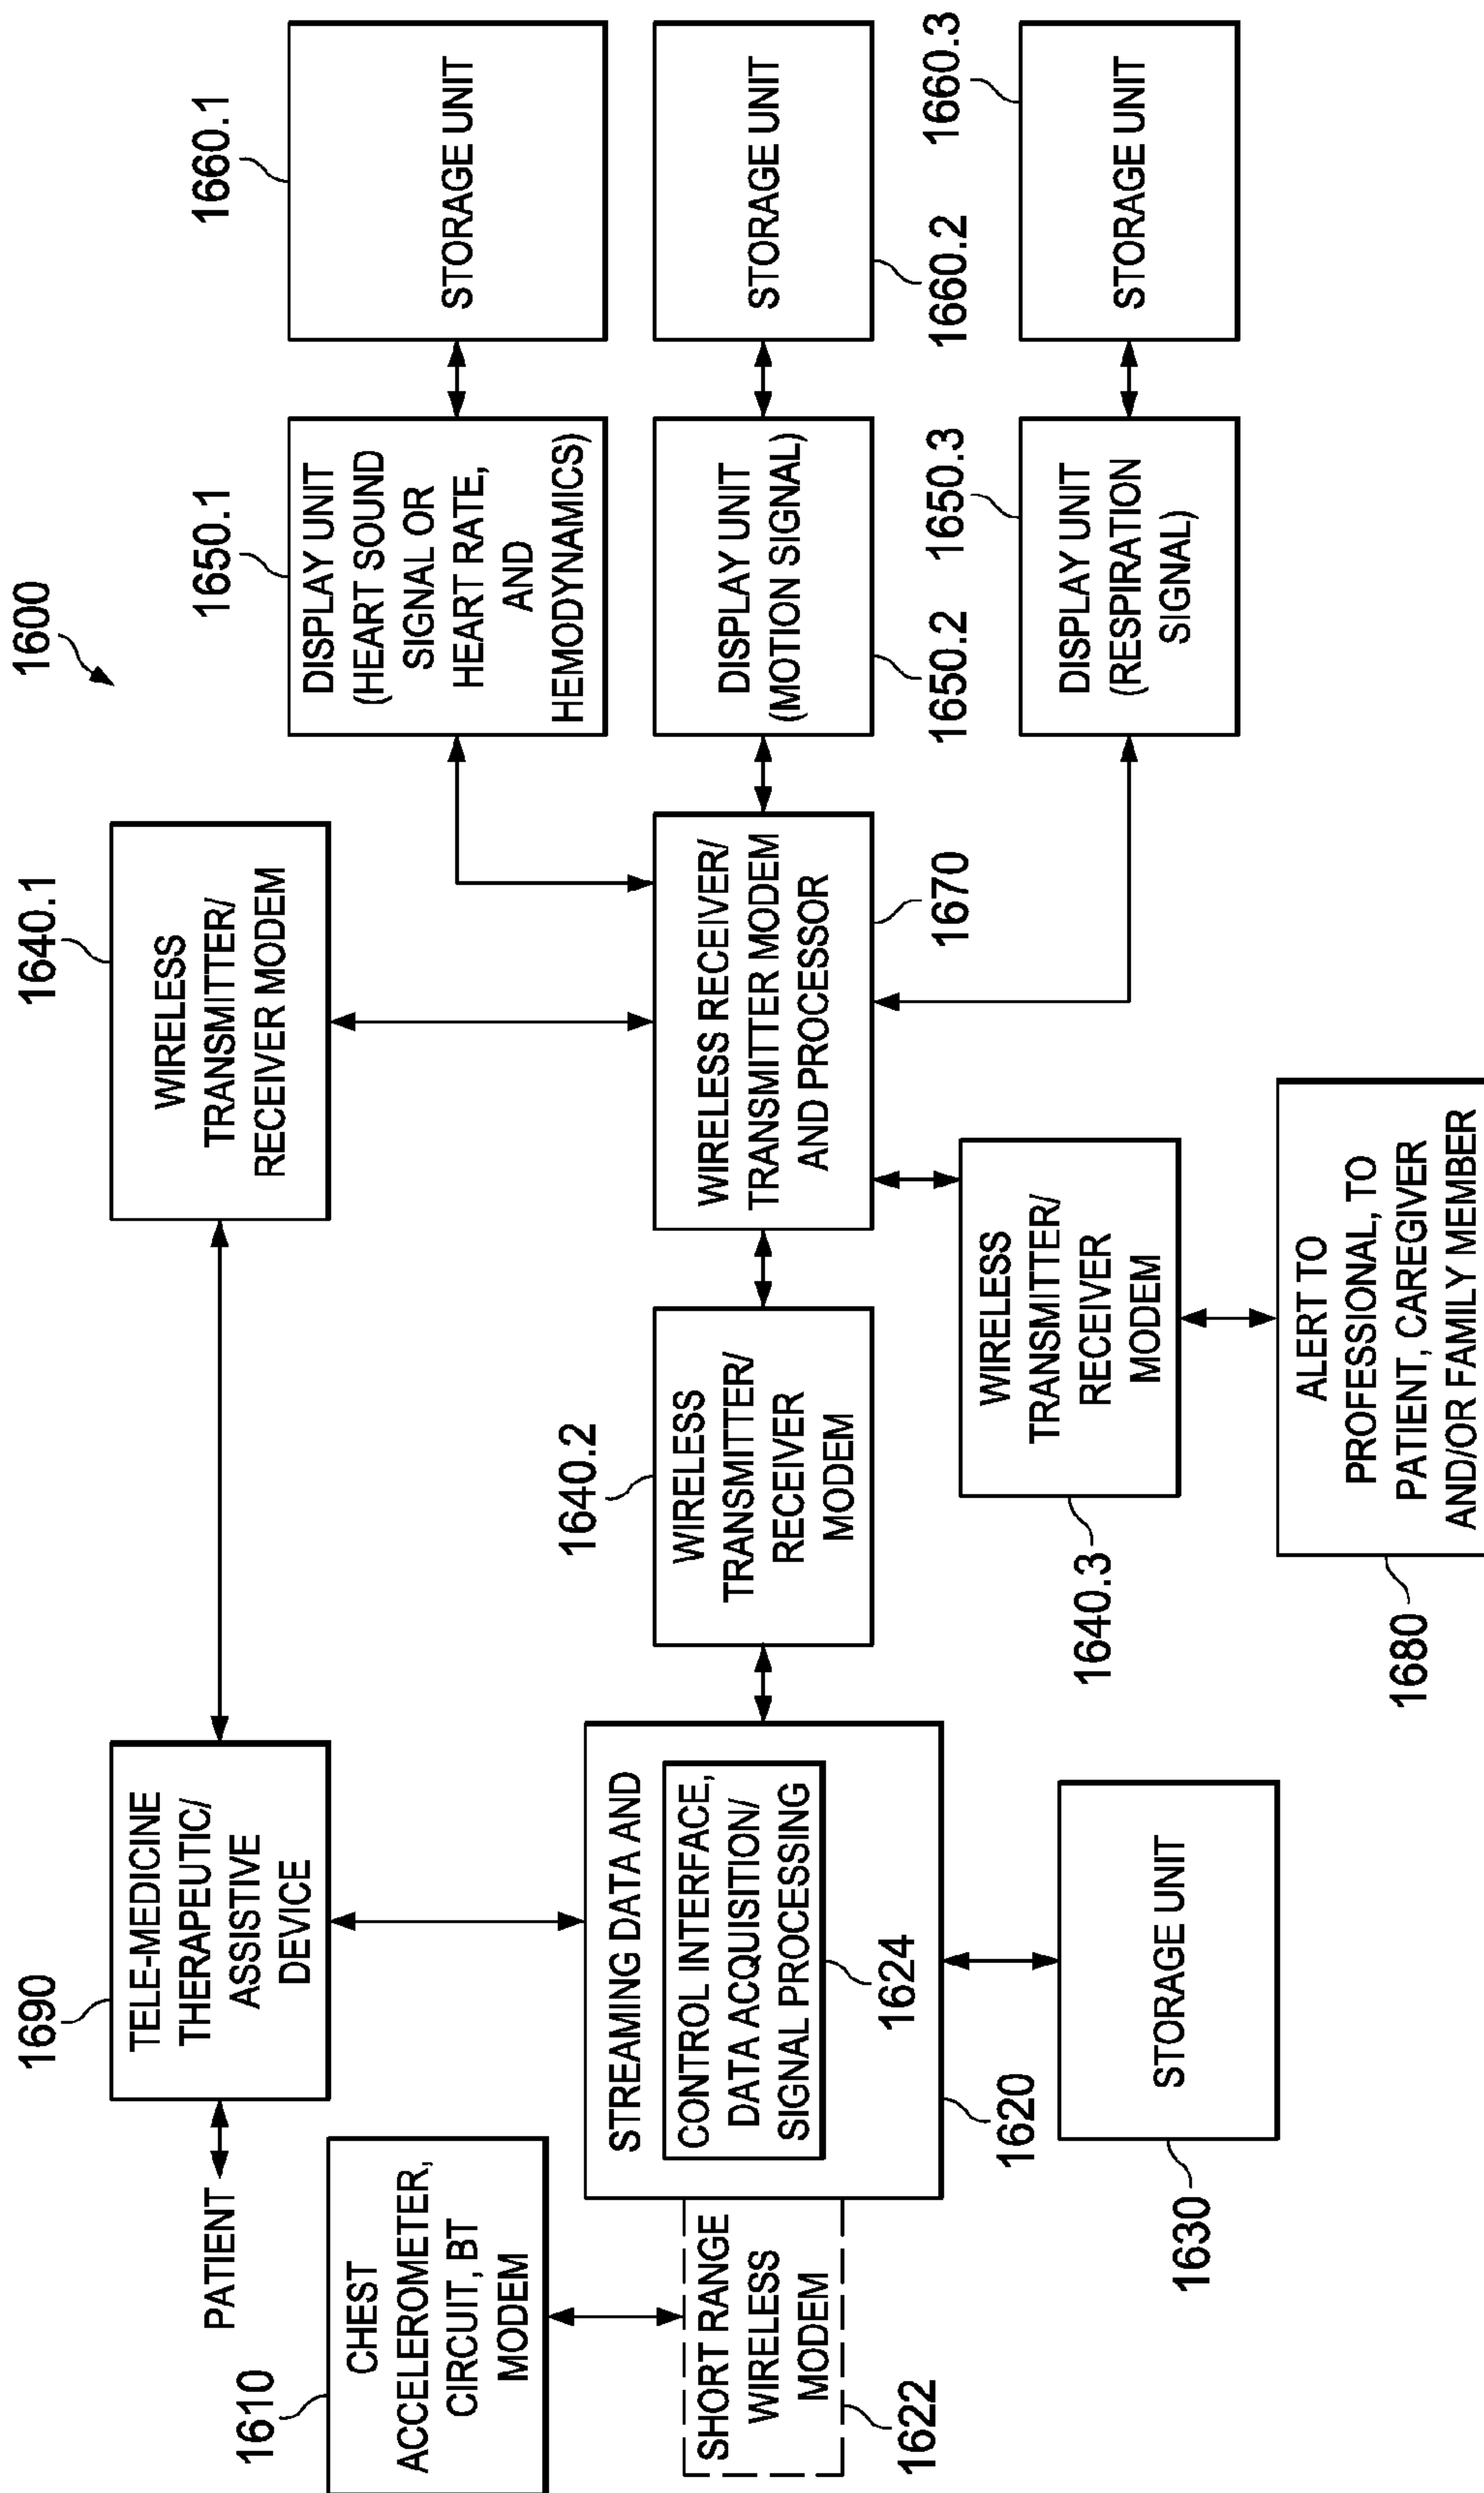 1600
1690
TELE-MEDICINE
THERAPEUTIC/
ASSISTIVE
DEVICE
PATIENT
1640.1
WIRELESS
TRANSMITTER/
RECEIVER MODEM
1610
CHEST
ACCELEROMETER,
CIRCUIT, BT
MODEM
1650.1
DISPLAY UNIT
(HEART SOUND
SIGNAL OR
HEART RATE,
AND
HEMODYNAMICS)
1660.1
STORAGE UNIT
SHORT RANGE
WIRELESS
MODEM
1622
STREAMING DATA AND
CONTROL INTERFACE,
DATA ACQUISITION/
SIGNAL PROCESSING
1624
1620
1640.2
WIRELESS
TRANSMITTER/
RECEIVER
MODEM
WIRELESS RECEIVER/
TRANSMITTER MODEM
AND PROCESSOR
1670
DISPLAY UNIT
(MOTION SIGNAL)
1650.2
STORAGE UNIT
1660.2
1630
STORAGE UNIT
1640.3
WIRELESS
TRANSMITTER/
RECEIVER
MODEM
1650.3
DISPLAY UNIT
(RESPIRATION
SIGNAL)
1660.3
STORAGE UNIT
1680
ALERT TO
PROFESSIONAL, TO
PATIENT, CAREGIVER
AND/OR FAMILY MEMBER